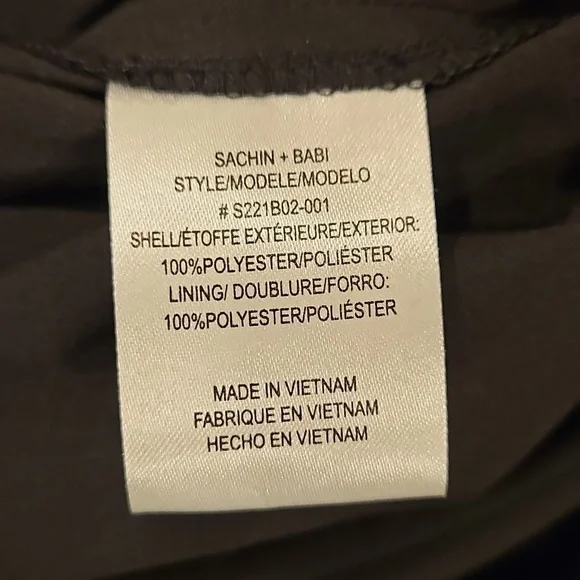 SACHIN + BABI
STYLE/MODELE/MODELO
# S221B02-001
SHELL/ÉTOFFE EXTÉRIEURE/EXTERIOR:
100%POLYESTER/POLIÉSTER
LINING/ DOUBLURE/FORRO:
100%POLYESTER/POLIÉSTER
MADE IN VIETNAM
FABRIQUE EN VIETNAM
HECHO EN VIETNAM